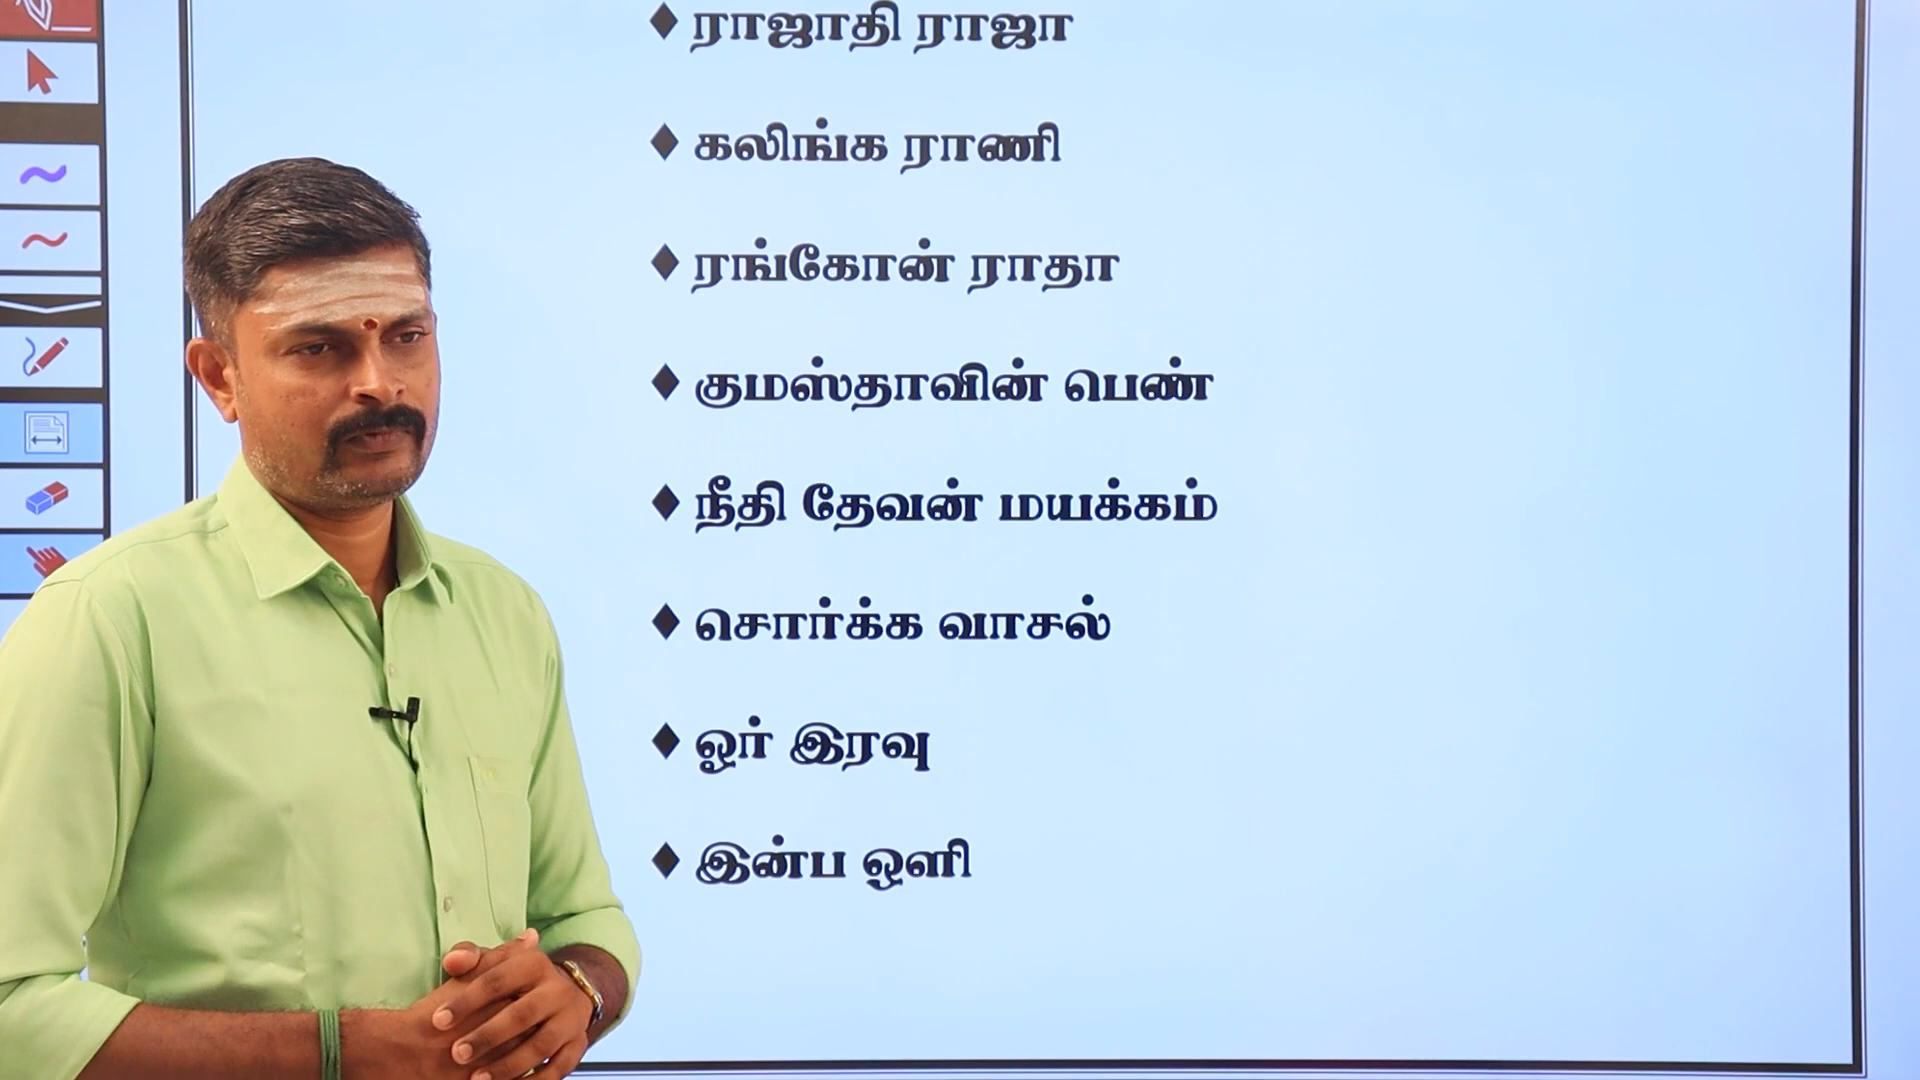 ♦ ராஜாதி ராஜா
♦ கலிங்க ராணி
♦ ரங்கோன் ராதா
♦ குமஸ்தாவின் பெண்
♦ நீதி தேவன் மயக்கம்
♦ சொர்க்க வாசல்
♦ ஓர் இரவு
♦ இன்ப ஒளி